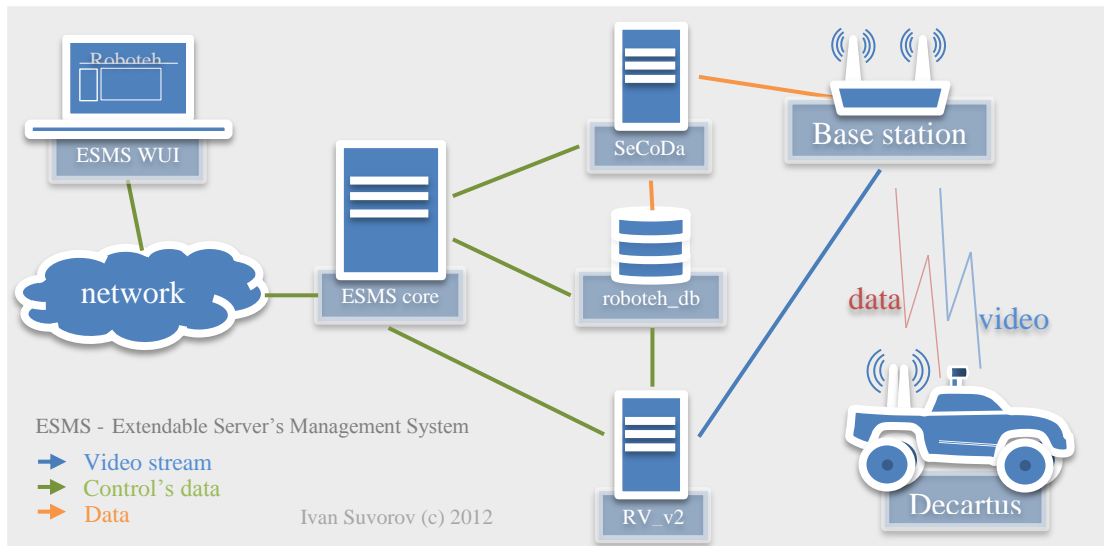 Roboteh
ESMS WUI
network
ESMS core
SeCoDa
roboteh_db
RV_v2
Base station
data
video
Decartus
ESMS - Extendable Server’s Management System
Video stream
Control’s data
Data
Ivan Suvorov (c) 2012